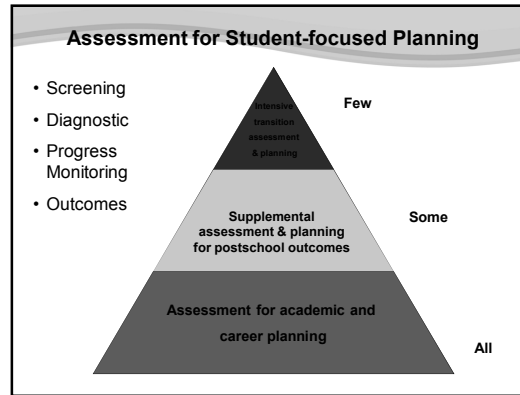 Assessment for Student-focused Planning
• Screening
• Diagnostic
• Progress
Monitoring
• Outcomes
Intensive
transition
assessment
& planning
Few
Supplemental
assessment & planning
for postschool outcomes
Some
Assessment for academic and
career planning
All